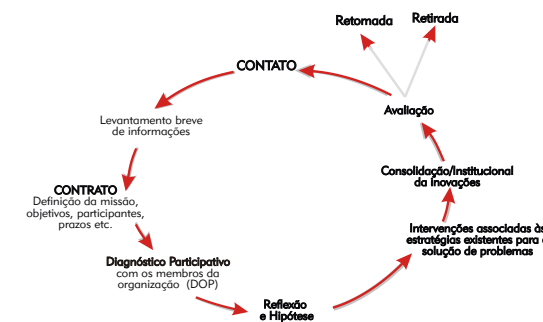 Retornada
Retirada
CONTATO
Levantamento breve
de informações
CONTRATO
Definição da missão,
objetivos, participantes,
prazos etc.
Diagnóstico Participativo
com os membros da
organização (DOP)
Reflexão
e Hipótese
Intervenções associadas às
estratégias existentes para
solução de problemas
Consolidação/Institucional
da Inovações
Avaliação